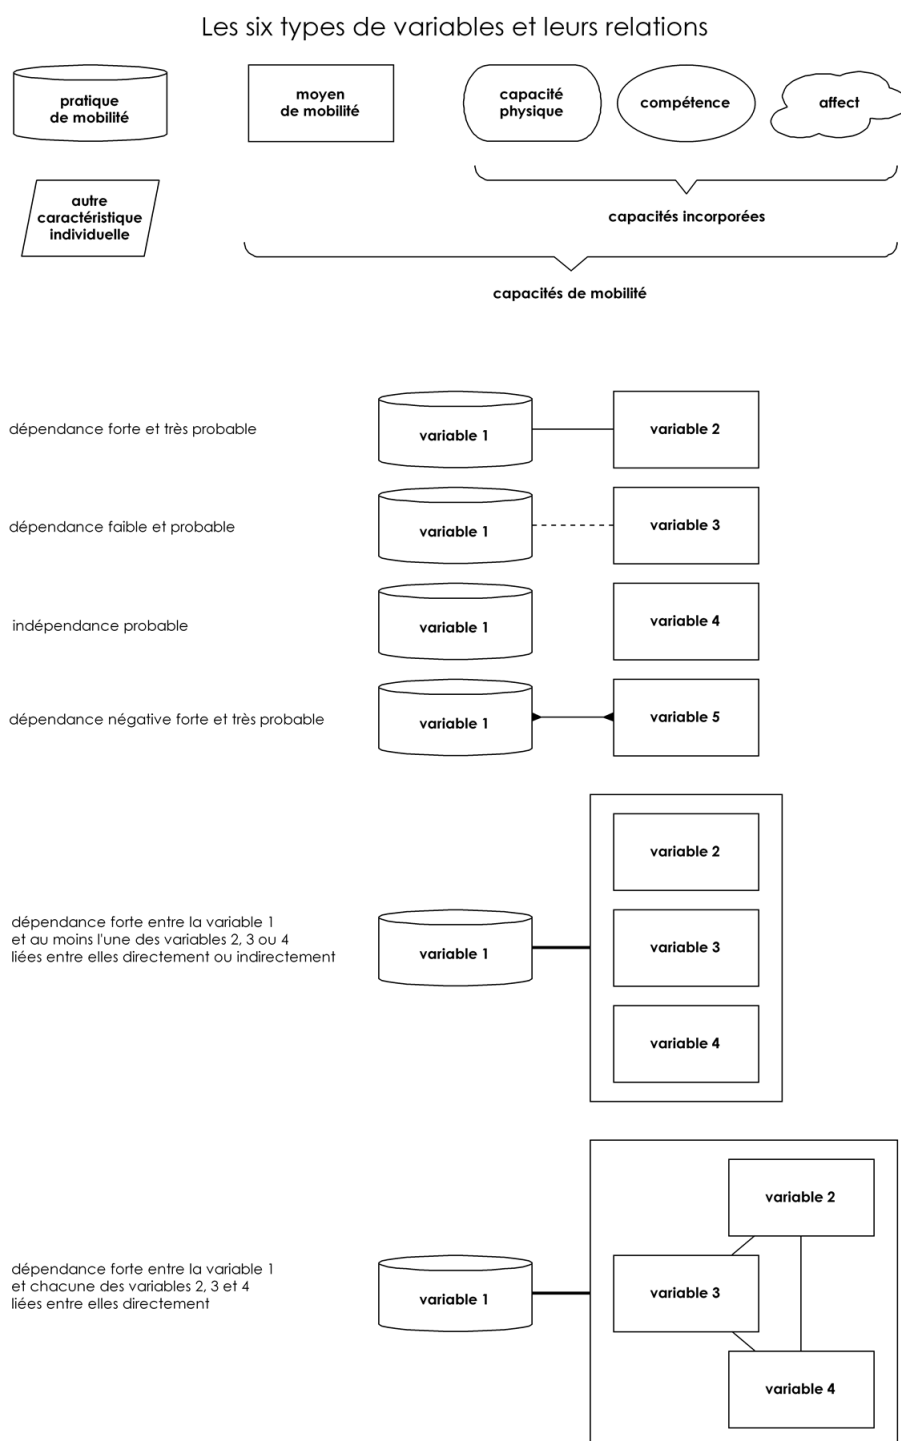 Les six types de variables et leurs relations
pratique
de mobilité
moyen
de mobilité
capacité
physique
compétence
affect
autre
caractéristique
individuelle
capacités incorporées
capacités de mobilité
dépendance forte et très probable
variable 1
variable 2
dépendance faible et probable
variable 1
variable 3
indépendance probable
variable 1
variable 4
dépendance négative forte et très probable
variable 1
variable 5
dépendance forte entre la variable 1
et au moins l'une des variables 2, 3 ou 4
liées entre elles directement ou indirectement
variable 1
variable 2
variable 3
variable 4
dépendance forte entre la variable 1
et chacune des variables 2, 3 et 4
liées entre elles directement
variable 1
variable 2
variable 3
variable 4